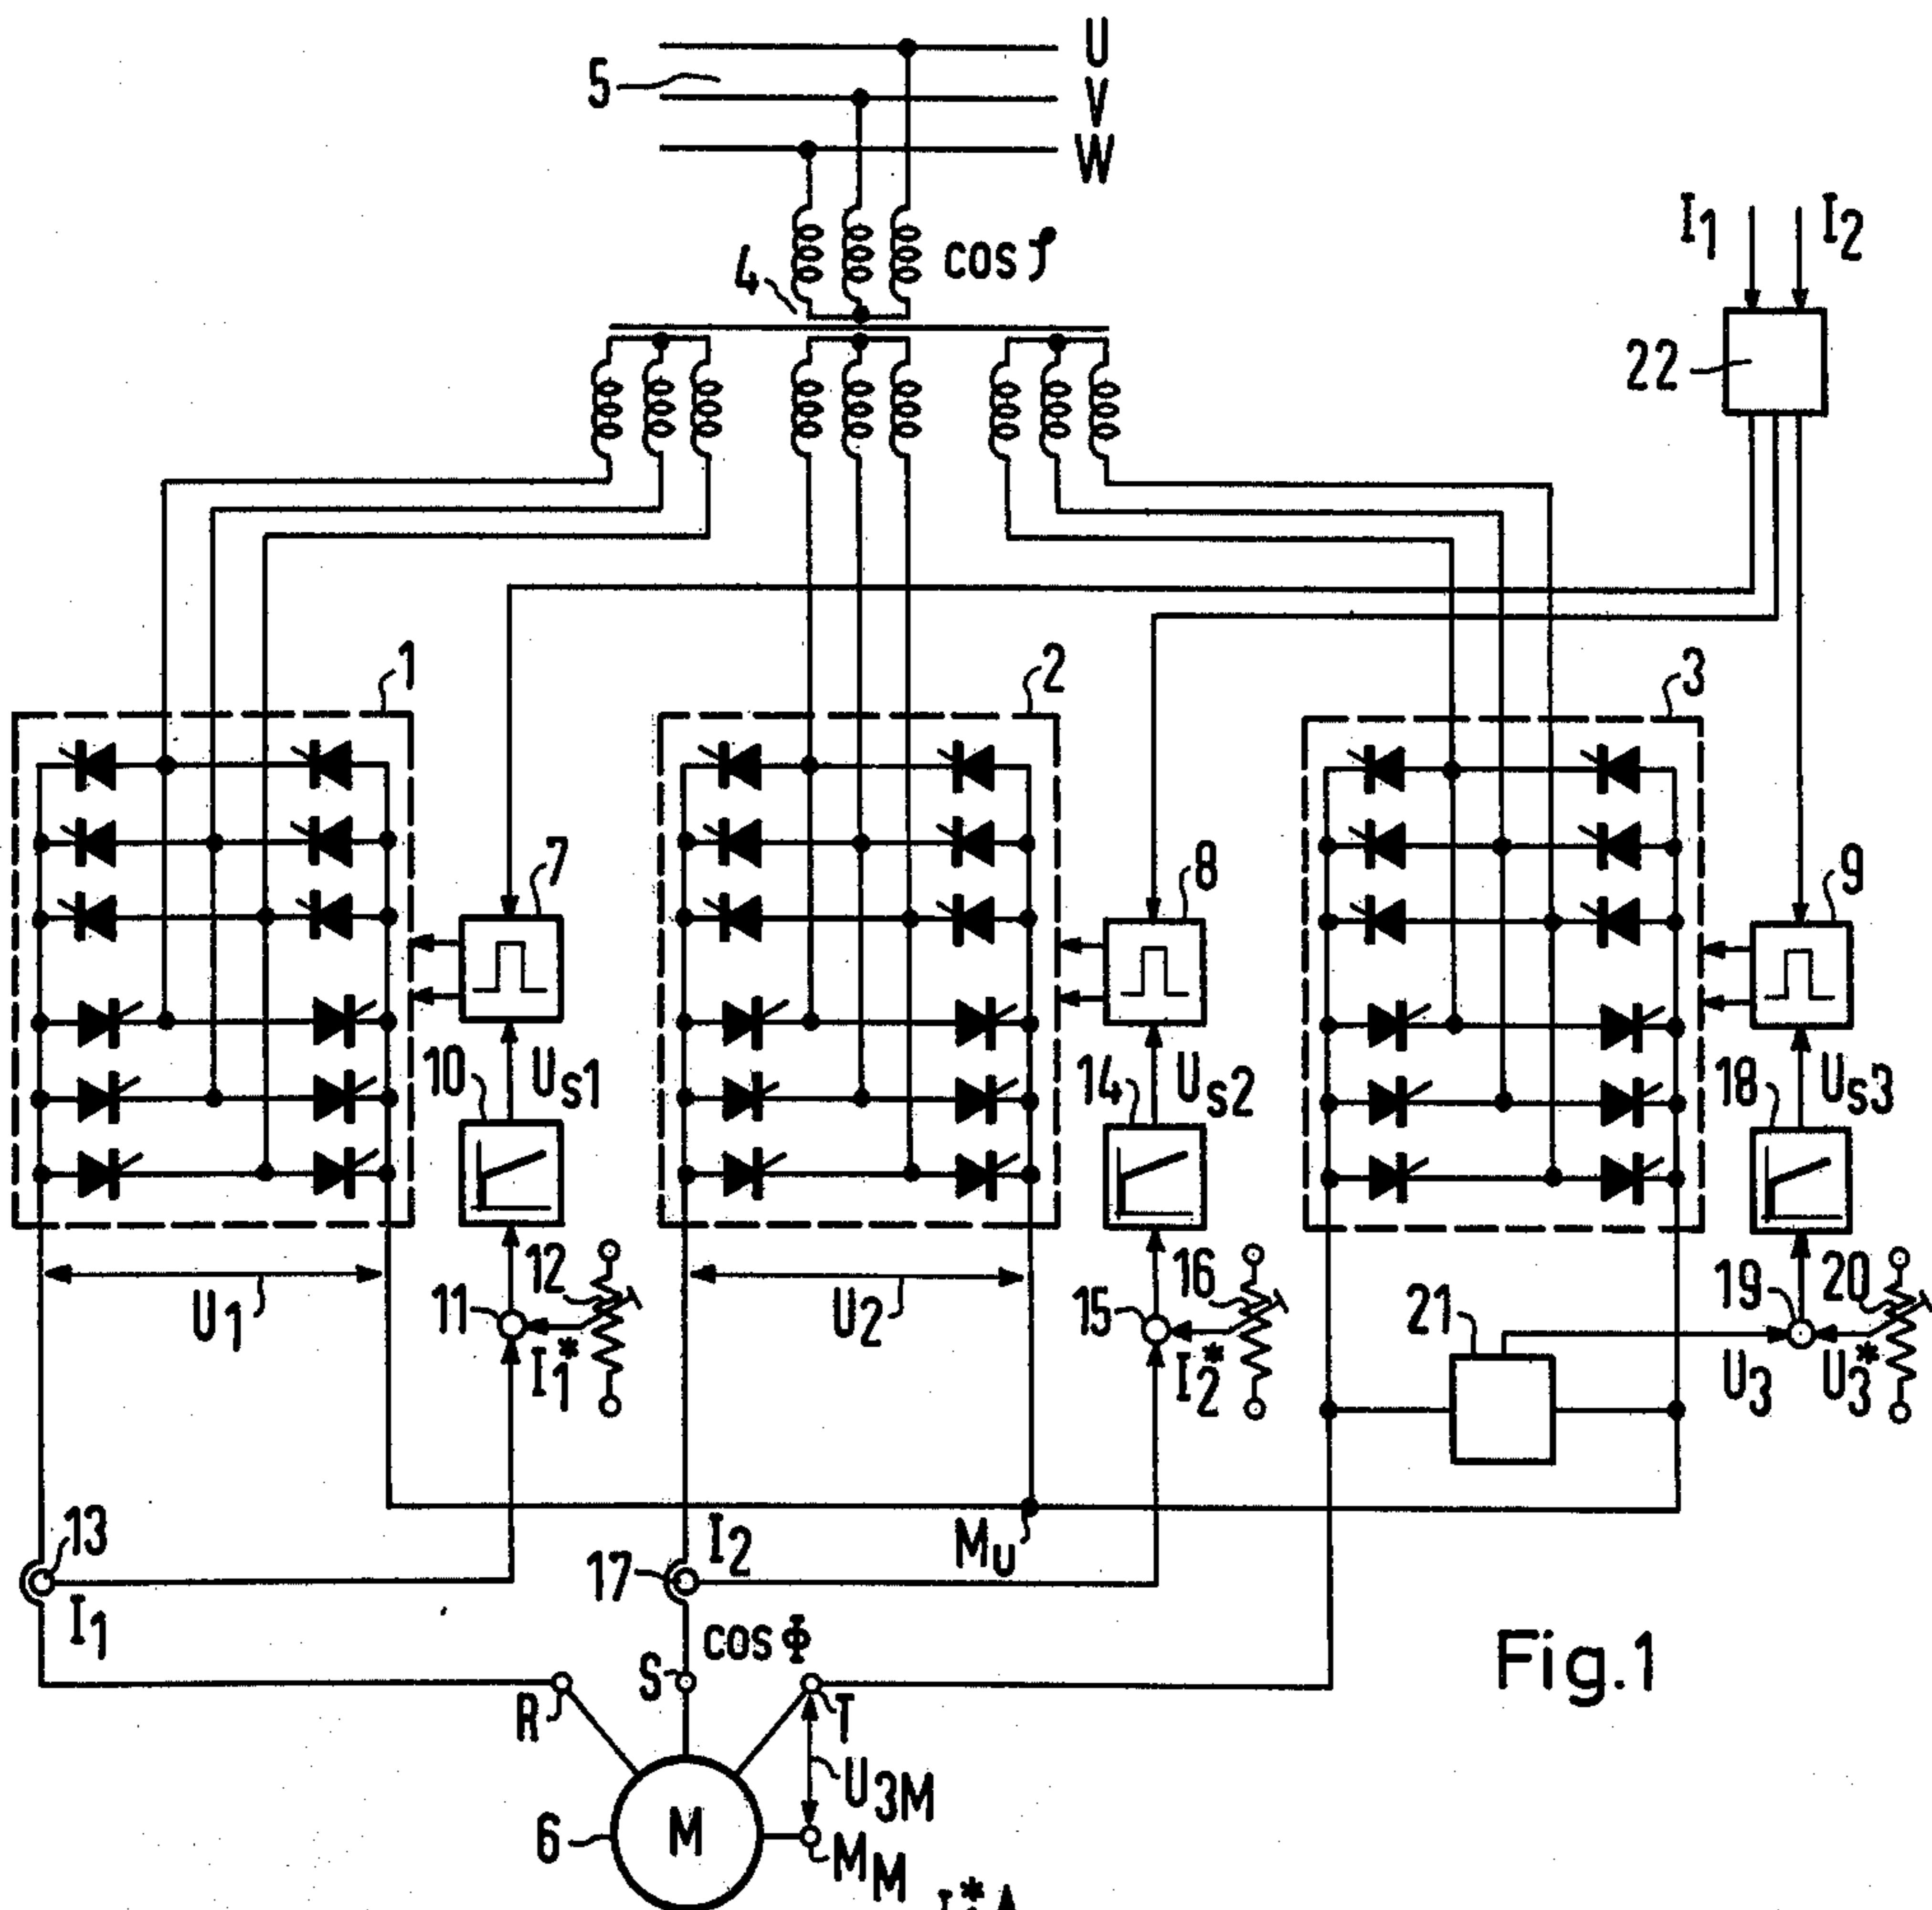 U
5
V
W
I1 I2
cos φ
4
22
1
2
3
7
8
9
10
Us1
14
Us2
18
Us3
12
16
20
11
15
19
21
U1
U2
I1*
I2*
U3
U3*
13
I2
MU
17
I1
cos Φ
S
R
T
Fig.1
U3M
6
M
MM